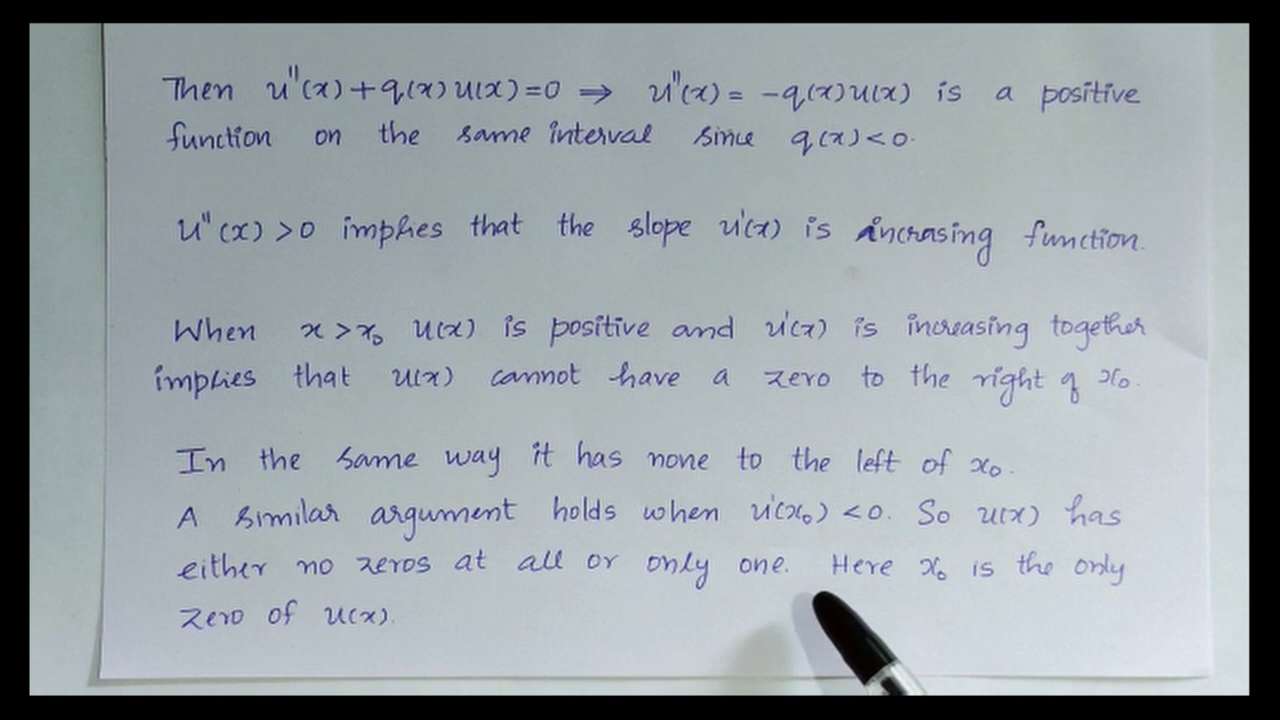 Then u''(x)+q(x)u(x)=0 ⇒ u''(x) = -q(x)u(x) is a positive
function on the same interval since q(x)<0.
u''(x)>0 implies that the slope u'(x) is incrasing function.
When x>x₀ u(x) is positive and u'(x) is increasing together
implies that u(x) cannot have a zero to the right of x₀.
In the same way it has none to the left of x₀.
A similar argument holds when u'(x₀)<0. So u(x) has
either no zeros at all or only one. Here x₀ is the only
zero of u(x).